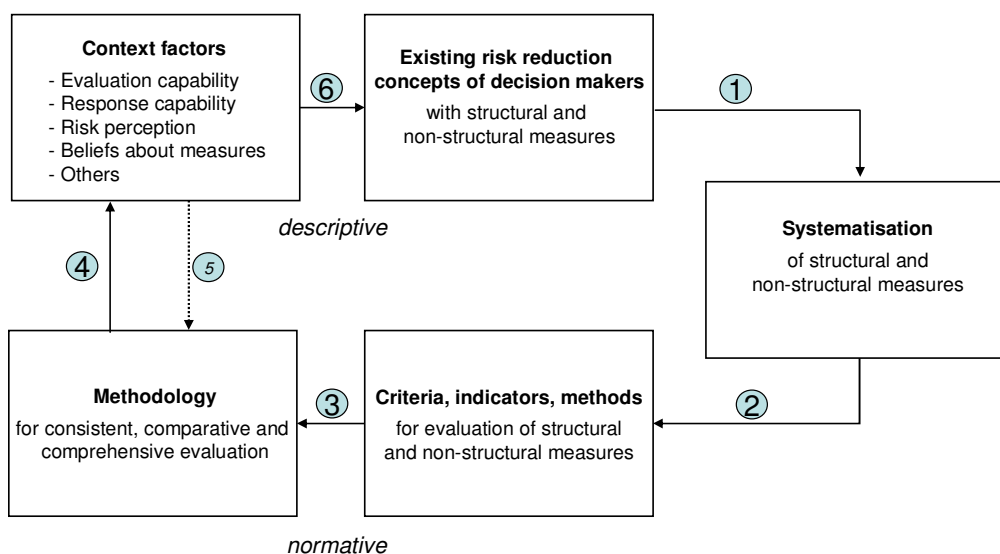 Context factors
- Evaluation capability
- Response capability
- Risk perception
- Beliefs about measures
- Others
6
Existing risk reduction
concepts of decision makers
with structural and
non-structural measures
1
descriptive
Systematisation
of structural and
non-structural measures
4
5
Methodology
for consistent, comparative and
comprehensive evaluation
3
Criteria, indicators, methods
for evaluation of structural
and non-structural measures
2
normative